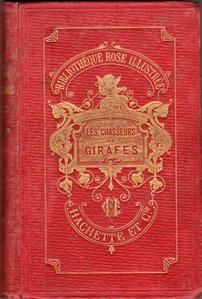 BIBLIOTHÈQUE ROSE ILLUSTRÉE
LES CHASSEURS
DE
GIRAFES
HACHETTE ET Cie